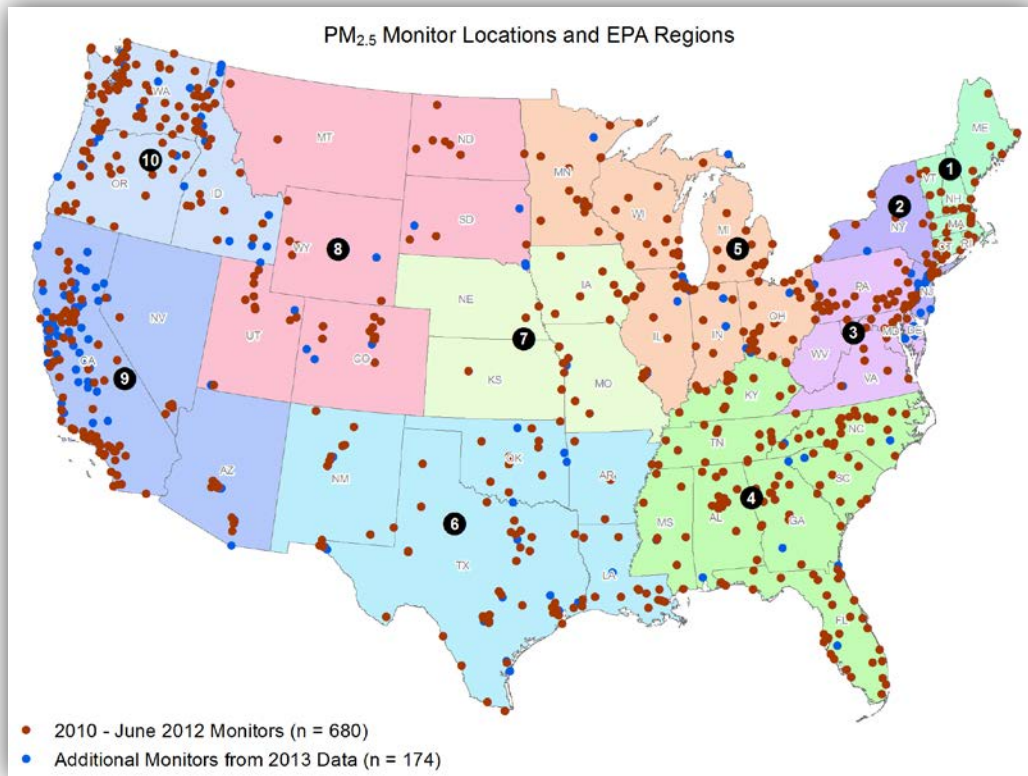 PM2.5 Monitor Locations and EPA Regions
WA
MT
ND
ME
10
OR
ID
MN
VT
1
NH
2
NY
MA
CT
RI
WI
MI
5
SD
WY
8
IA
PA
NJ
NE
OH
NV
UT
CO
7
IL
IN
3
MD
DE
WV
VA
CA
9
KS
MO
KY
NC
TN
AZ
NM
OK
AR
SC
6
4
MS
AL
GA
TX
LA
FL
2010 - June 2012 Monitors (n = 680)
Additional Monitors from 2013 Data (n = 174)